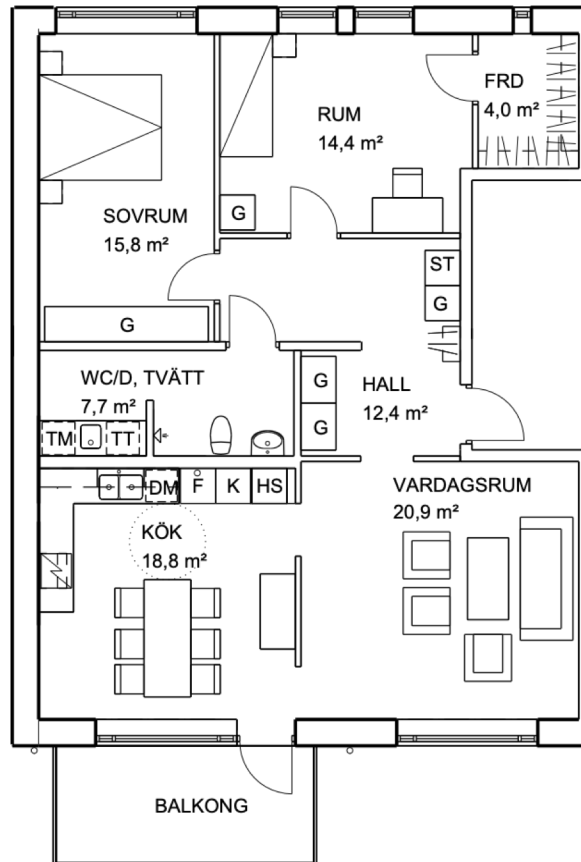 FRD
4,0 m²
RUM
14,4 m²
SOVRUM
15,8 m²
G
ST
G
G
WC/D, TVÄTT
7,7 m²
G
HALL
12,4 m²
G
TM
TT
DM
F
K
HS
VARDAGSRUM
20,9 m²
KÖK
18,8 m²
BALKONG